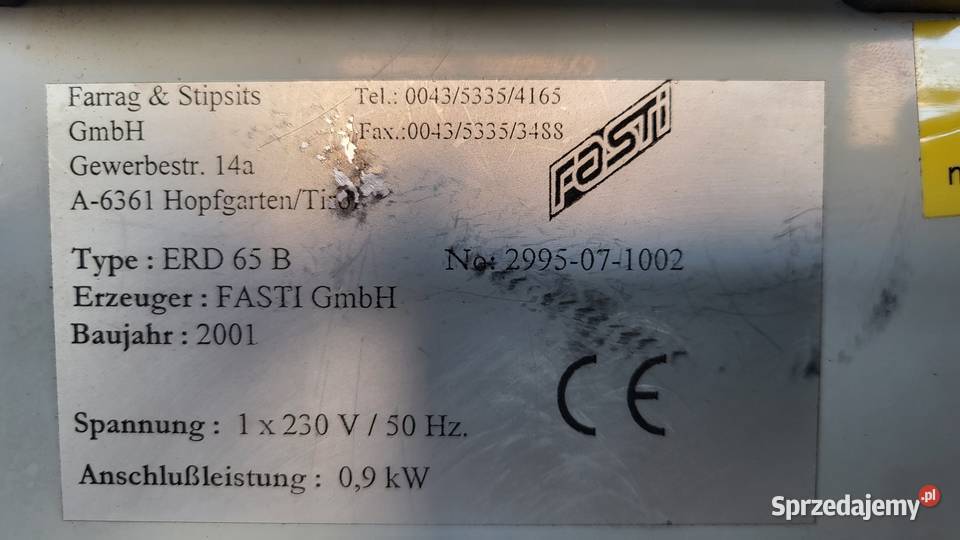 Farrag & Stipsits
GmbH
Gewerbestr. 14a
A-6361 Hopfgarten/Tirol
Tel.: 0043/5335/4165
Fax.:0043/5335/3488
FASTi
Type : ERD 65 B
No: 2995-07-1002
Erzeuger : FASTI GmbH
Baujahr : 2001
CE
Spannung : 1 x 230 V / 50 Hz.
Anschlußleistung : 0,9 kW
Sprzedajemy.pl